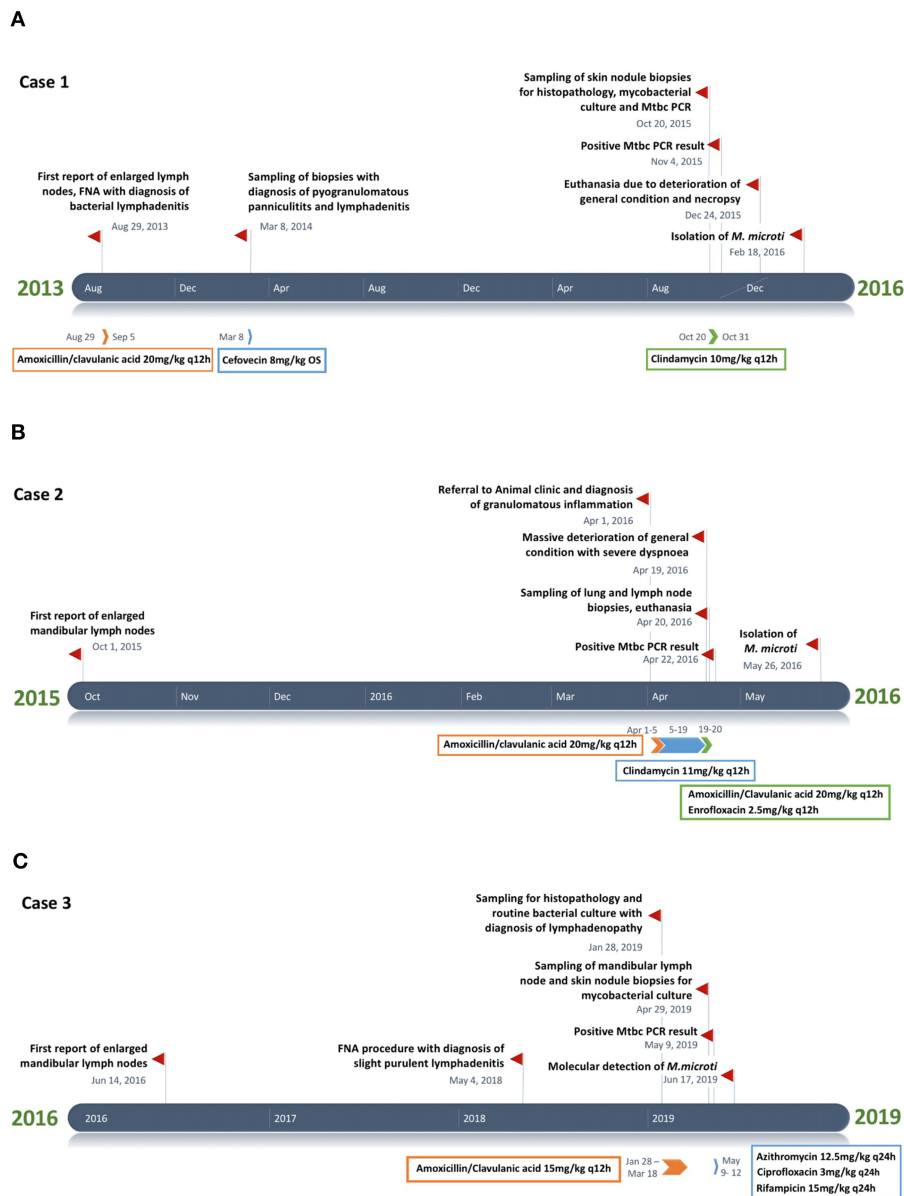 A
Case 1
Sampling of skin nodule biopsies
for histopathology, mycobacterial
culture and Mtbc PCR
Oct 20, 2015
Positive Mtbc PCR result
Nov 4, 2015
First report of enlarged lymph
nodes, FNA with diagnosis of
bacterial lymphadenitis
Aug 29, 2013
Sampling of biopsies with
diagnosis of pyogranulomatous
panniculitits and lymphadenitis
Mar 8, 2014
Euthanasia due to deterioration of
general condition and necropsy
Dec 24, 2015
Isolation of M. microti
Feb 18, 2016
2013 Aug Dec Apr Aug Dec Apr Aug Dec 2016
Aug 29 Sep 5
Amoxicillin/clavulanic acid 20mg/kg q12h
Mar 8
Cefovecin 8mg/kg OS
Oct 20 Oct 31
Clindamycin 10mg/kg q12h
B
Case 2
Referral to Animal clinic and diagnosis
of granulomatous inflammation
Apr 1, 2016
Massive deterioration of general
condition with severe dyspnoea
Apr 19, 2016
Sampling of lung and lymph node
biopsies, euthanasia
Apr 20, 2016
First report of enlarged
mandibular lymph nodes
Oct 1, 2015
Positive Mtbc PCR result
Apr 22, 2016
Isolation of
M. microti
May 26, 2016
2015 Oct Nov Dec 2016 Feb Mar Apr May 2016
Apr 1-5 5-19 19-20
Amoxicillin/clavulanic acid 20mg/kg q12h
Clindamycin 11mg/kg q12h
Amoxicillin/Clavulanic acid 20mg/kg q12h
Enrofloxacin 2.5mg/kg q12h
C
Case 3
Sampling for histopathology and
routine bacterial culture with
diagnosis of lymphadenopathy
Jan 28, 2019
Sampling of mandibular lymph
node and skin nodule biopsies for
mycobacterial culture
Apr 29, 2019
Positive Mtbc PCR result
May 9, 2019
First report of enlarged
mandibular lymph nodes
Jun 14, 2016
FNA procedure with diagnosis of
slight purulent lymphadenitis
May 4, 2018
Molecular detection of M.microti
Jun 17, 2019
2016 2016 2017 2018 2019 2019
Amoxicillin/Clavulanic acid 15mg/kg q12h
Jan 28 –
Mar 18
May
9- 12
Azithromycin 12.5mg/kg q24h
Ciprofloxacin 3mg/kg q24h
Rifampicin 15mg/kg q24h